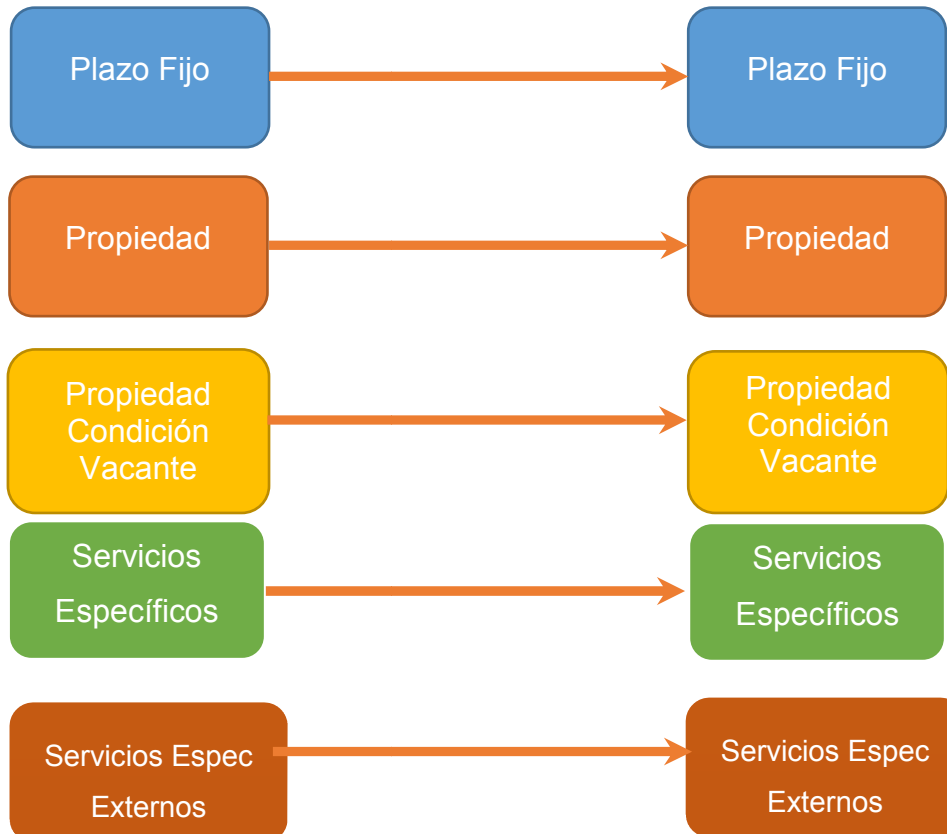 Plazo Fijo
Plazo Fijo
Propiedad
Propiedad
Propiedad
Condición
Vacante
Propiedad
Condición
Vacante
Servicios
Específicos
Servicios
Específicos
Servicios Espec
Externos
Servicios Espec
Externos